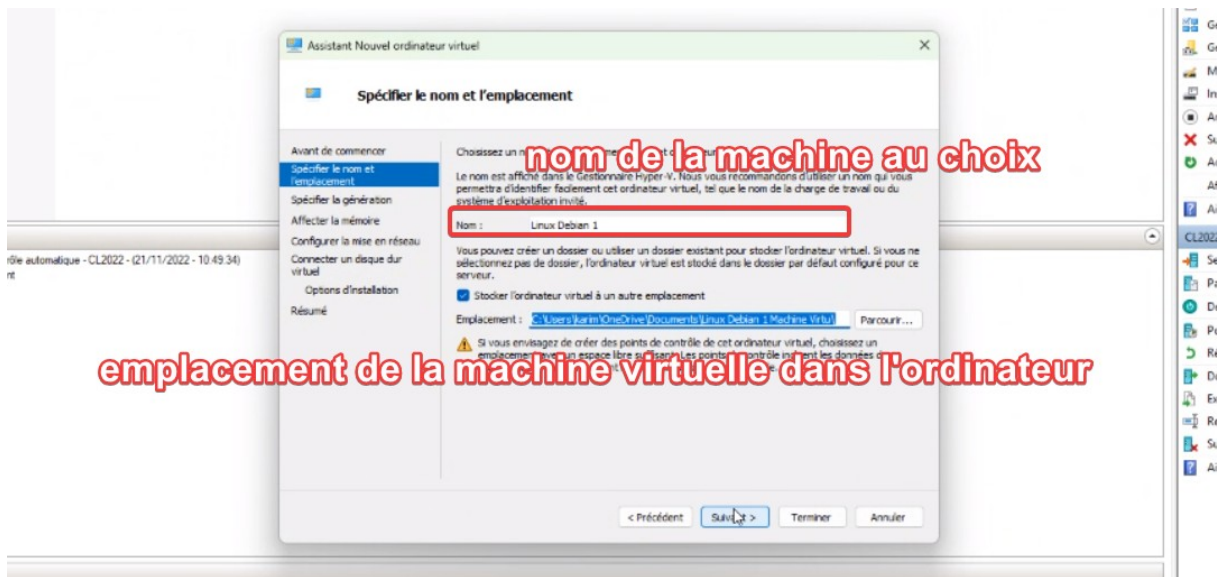 Assistant Nouvel ordinateur virtuel
Spécifier le nom et l'emplacement
Avant de commencer
Spécifier le nom et
l'emplacement
Spécifier la génération
Affecter la mémoire
Configurer la mise en réseau
Connecter un disque dur
virtuel
Options d'installation
Résumé
Choisissez un
nom de la machine au choix
Le nom est affiché dans le Gestionnaire Hyper-V. Nous vous recommandons d'utiliser un nom qui vous
permettra d'identifier facilement cet ordinateur virtuel, tel que le nom de la charge de travail ou du
système d'exploitation invité.
Nom : Linux Debian 1
Vous pouvez créer un dossier ou utiliser un dossier existant pour stocker l'ordinateur virtuel. Si vous ne
sélectionnez pas de dossier, l'ordinateur virtuel est stocké dans le dossier par défaut configuré pour ce
serveur.
Stocker l'ordinateur virtuel à un autre emplacement
Emplacement : C:\Users\karim\OneDrive\Documents\Linux Debian 1 Machine Virtu\ Parcourir...
Si vous envisagez de créer des points de contrôle de cet ordinateur virtuel, choisissez un
emplacement de la machine virtuelle dans l'ordinateur
< Précédent Suivant > Terminer Annuler
rôle automatique - CL2022 - (21/11/2022 - 10:49:34)
nt
CL2022